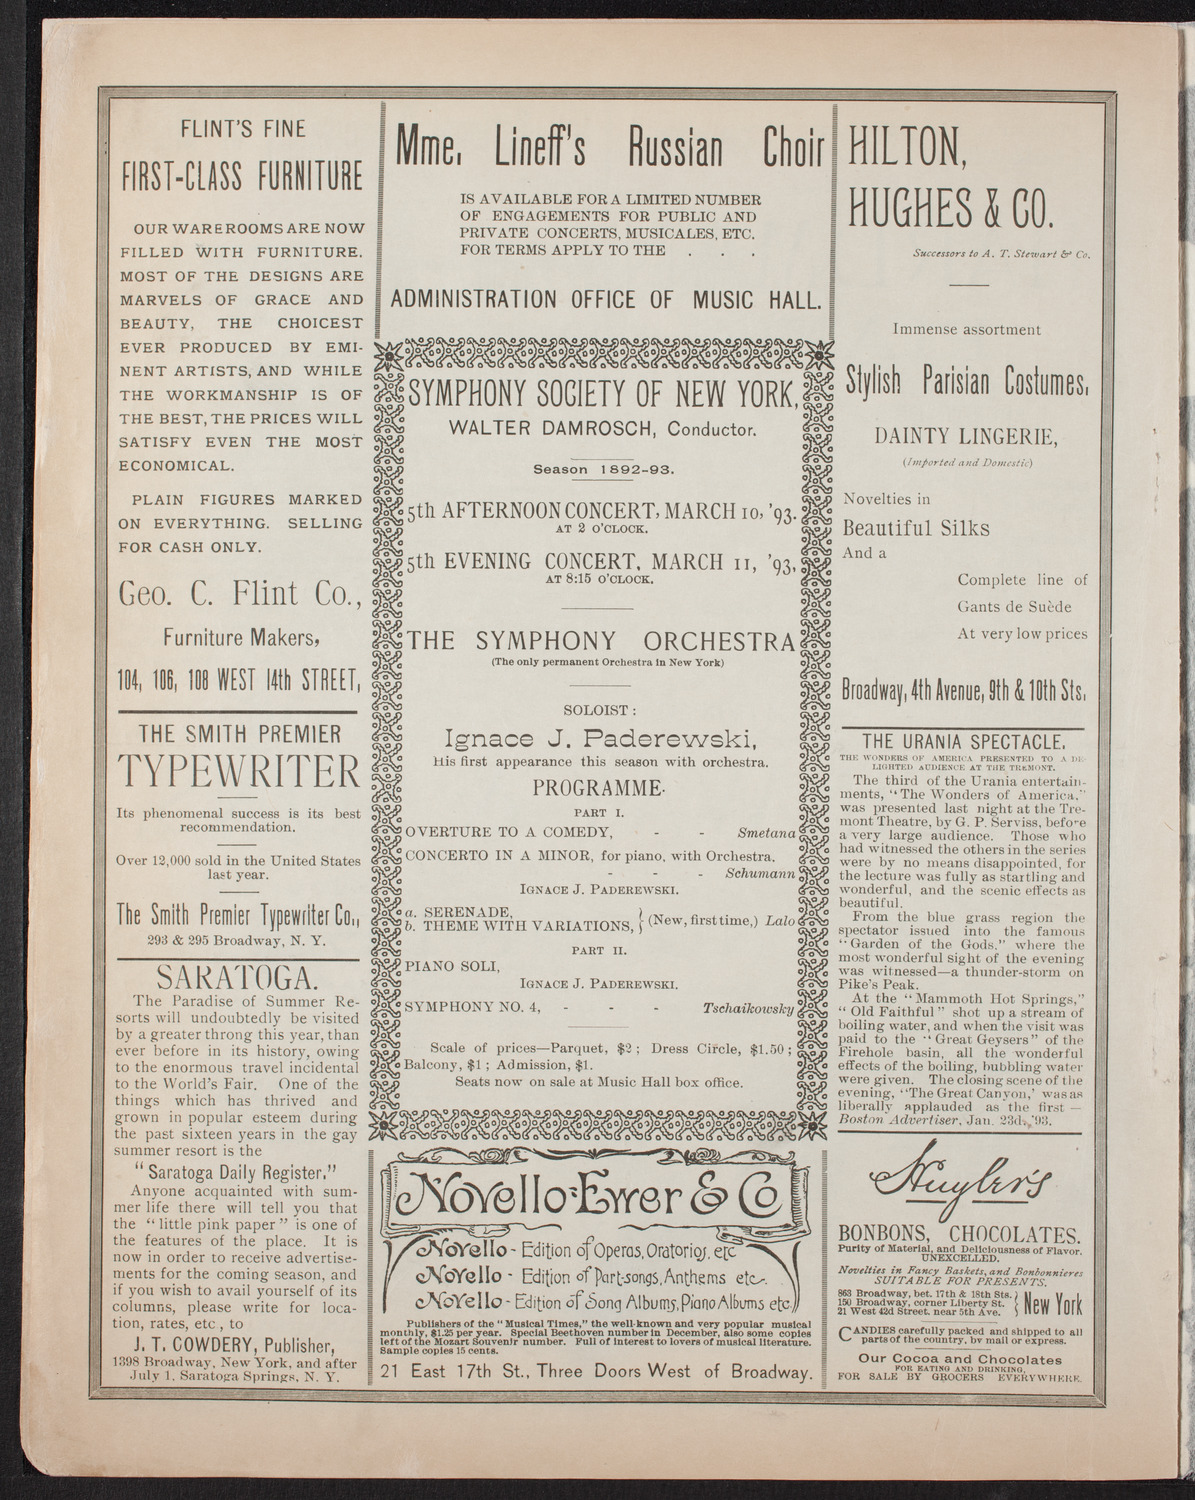 FLINT'S FINE
FIRST-CLASS FURNITURE
OUR WAREROOMS ARE NOW
FILLED WITH FURNITURE.
MOST OF THE DESIGNS ARE
MARVELS OF GRACE AND
BEAUTY, THE CHOICEST
EVER PRODUCED BY EMI-
NENT ARTISTS, AND WHILE
THE WORKMANSHIP IS OF
THE BEST, THE PRICES WILL
SATISFY EVEN THE MOST
ECONOMICAL.
PLAIN FIGURES MARKED
ON EVERYTHING. SELLING
FOR CASH ONLY.
Geo. C. Flint Co.,
Furniture Makers,
104, 106, 108 WEST 14th STREET,
THE SMITH PREMIER
TYPEWRITER
Its phenomenal success is its best
recommendation.
Over 12,000 sold in the United States
last year.
The Smith Premier Typewriter Co.,
293 & 295 Broadway, N. Y.
SARATOGA.
The Paradise of Summer Re-
sorts will undoubtedly be visited
by a greater throng this year, than
ever before in its history, owing
to the enormous travel incidental
to the World's Fair. One of the
things which has thrived and
grown in popular esteem during
the past sixteen years in the gay
summer resort is the
"Saratoga Daily Register."
Anyone acquainted with sum-
mer life there will tell you that
the "little pink paper" is one of
the features of the place. It is
now in order to receive advertise-
ments for the coming season, and
if you wish to avail yourself of its
columns, please write for loca-
tion, rates, etc., to
J. T. COWDERY, Publisher,
1398 Broadway, New York, and after
July 1, Saratoga Springs, N. Y.
Mme. Lineff's Russian Choir
IS AVAILABLE FOR A LIMITED NUMBER
OF ENGAGEMENTS FOR PUBLIC AND
PRIVATE CONCERTS, MUSICALES, ETC.
FOR TERMS APPLY TO THE . . .
ADMINISTRATION OFFICE OF MUSIC HALL.
SYMPHONY SOCIETY OF NEW YORK,
WALTER DAMROSCH, Conductor.
Season 1892-93.
5th AFTERNOON CONCERT, MARCH 10, '93.
AT 2 O'CLOCK.
5th EVENING CONCERT, MARCH 11, '93,
AT 8:15 O'CLOCK.
THE SYMPHONY ORCHESTRA
(The only permanent Orchestra in New York)
SOLOIST:
Ignace J. Paderewski,
His first appearance this season with orchestra.
PROGRAMME.
PART I.
OVERTURE TO A COMEDY, - - Smetana
CONCERTO IN A MINOR, for piano, with Orchestra.
- - - Schumann
IGNACE J. PADEREWSKI.
a. SERENADE,
b. THEME WITH VARIATIONS, } (New, first time,) Lalo
PART II.
PIANO SOLI,
IGNACE J. PADEREWSKI.
SYMPHONY NO. 4, - - - Tschaikowsky
Scale of prices—Parquet, $2; Dress Circle, $1.50;
Balcony, $1; Admission, $1.
Seats now on sale at Music Hall box office.
Novello-Ewer & Co
Novello - Edition of Operas, Oratorios, etc
Novello - Edition of Part-songs, Anthems etc.
Novello - Edition of Song Albums, Piano Albums etc.
Publishers of the "Musical Times," the well-known and very popular musical
monthly, $1.25 per year. Special Beethoven number in December, also some copies
left of the Mozart Souvenir number. Full of interest to lovers of musical literature.
Sample copies 15 cents.
21 East 17th St., Three Doors West of Broadway.
HILTON,
HUGHES & CO.
Successors to A. T. Stewart & Co.
Immense assortment
Stylish Parisian Costumes,
DAINTY LINGERIE,
(Imported and Domestic)
Novelties in
Beautiful Silks
And a
Complete line of
Gants de Suède
At very low prices
Broadway, 4th Avenue, 9th & 10th Sts.
THE URANIA SPECTACLE.
THE WONDERS OF AMERICA PRESENTED TO A DE-
LIGHTED AUDIENCE AT THE TREMONT.
The third of the Urania entertain-
ments, "The Wonders of America,"
was presented last night at the Tre-
mont Theatre, by G. P. Serviss, before
a very large audience. Those who
had witnessed the others in the series
were by no means disappointed, for
the lecture was fully as startling and
wonderful, and the scenic effects as
beautiful.
From the blue grass region the
spectator issued into the famous
"Garden of the Gods," where the
most wonderful sight of the evening
was witnessed—a thunder-storm on
Pike's Peak.
At the "Mammoth Hot Springs,"
"Old Faithful" shot up a stream of
boiling water, and when the visit was
paid to the "Great Geysers" of the
Firehole basin, all the wonderful
effects of the boiling, bubbling water
were given. The closing scene of the
evening, "The Great Canyon,' was as
liberally applauded as the first —
Boston Advertiser, Jan. 23d., '93.
Huyler's
BONBONS, CHOCOLATES.
Purity of Material, and Deliciousness of Flavor.
UNEXCELLED.
Novelties in Fancy Baskets, and Bonbonnieres
SUITABLE FOR PRESENTS.
863 Broadway, bet. 17th & 18th Sts.
150 Broadway, corner Liberty St.
21 West 42d Street, near 5th Ave. } New York
CANDIES carefully packed and shipped to all
parts of the country, by mail or express.
Our Cocoa and Chocolates
FOR EATING AND DRINKING,
FOR SALE BY GROCERS EVERYWHERE.